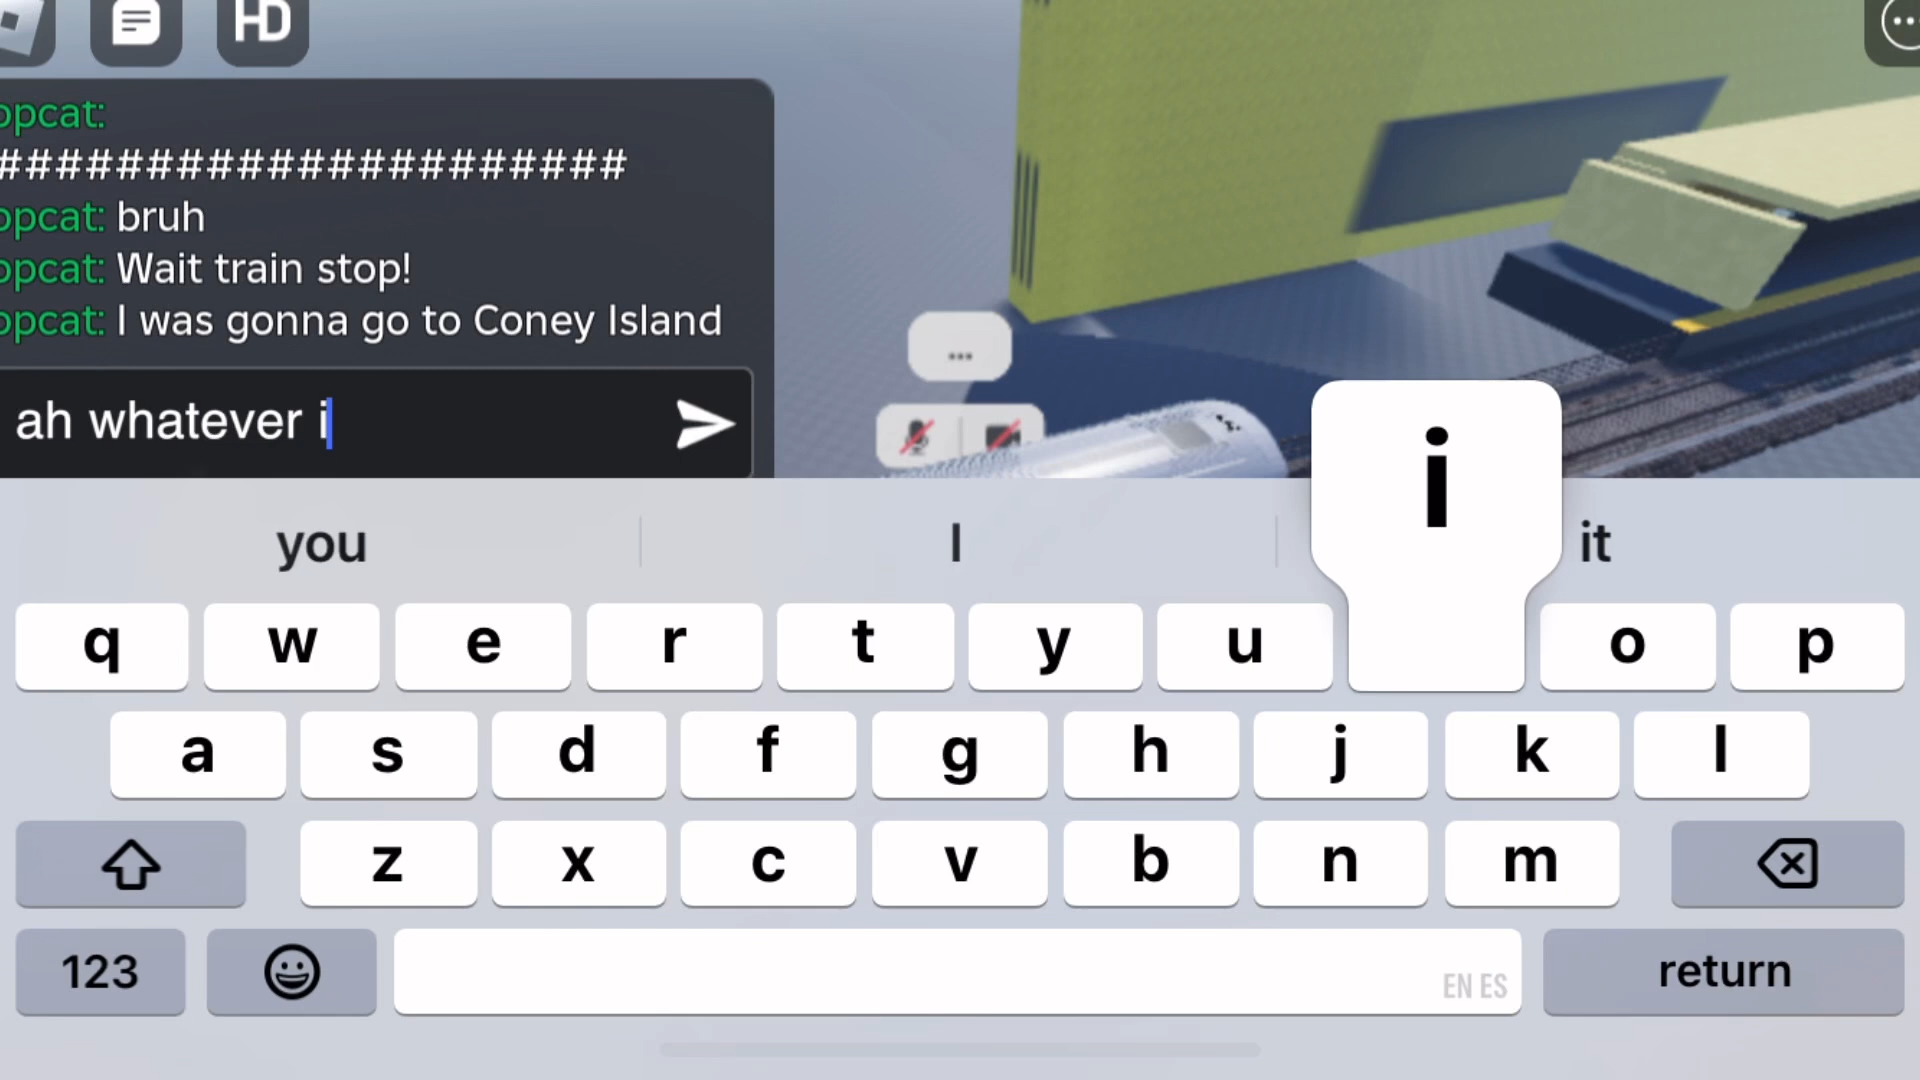 HD
opcat:
#####################
opcat: bruh
opcat: Wait train stop!
opcat: I was gonna go to Coney Island
...
ah whatever i
you I it
i
q w e r t y u o p
a s d f g h j k l
z x c v b n m
123 EN ES return